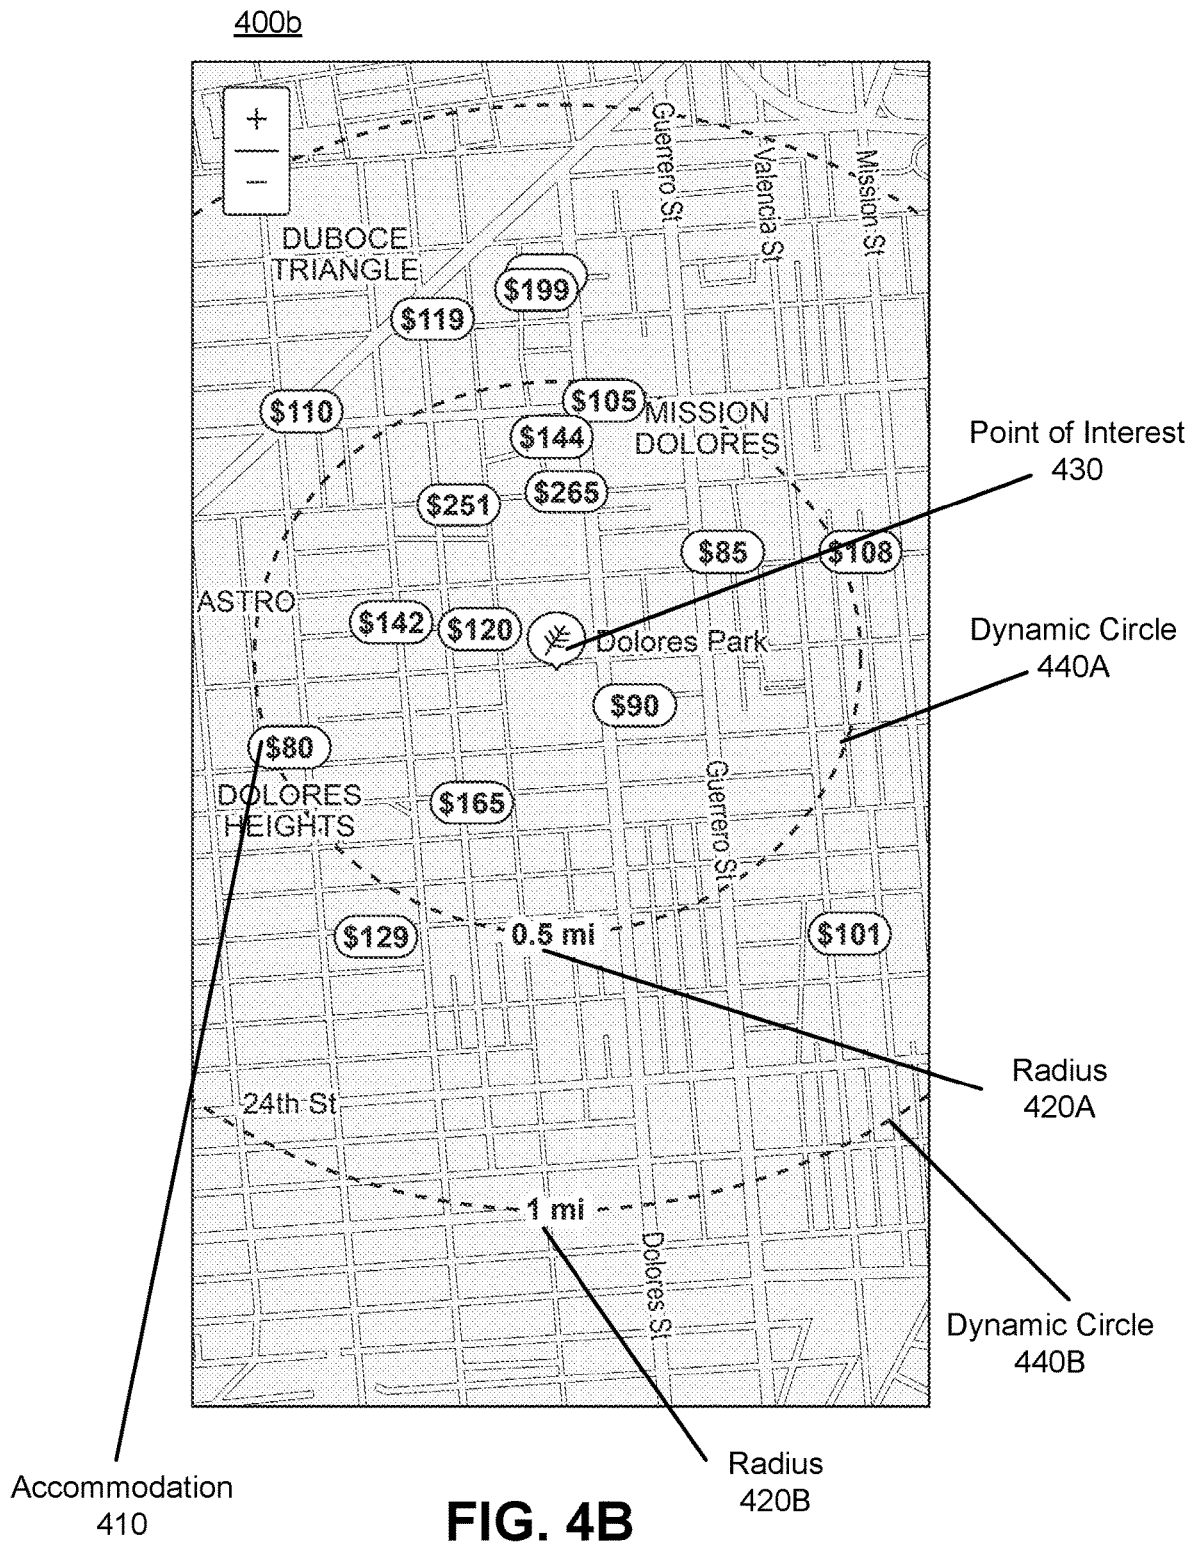 400b
+
−
Guerrero St
Valencia St
Mission St
DUBOCE
TRIANGLE
$199
$119
$110
$105
MISSION
DOLORES
$144
Point of Interest
430
$265
$251
$85
$108
ASTRO
$142
$120
Dolores Park
Dynamic Circle
440A
$90
$80
DOLORES
HEIGHTS
$165
Guerrero St
$129
0.5 mi
$101
Radius
420A
24th St
1 mi
Dolores St
Dynamic Circle
440B
Accommodation
410
Radius
420B
FIG. 4B